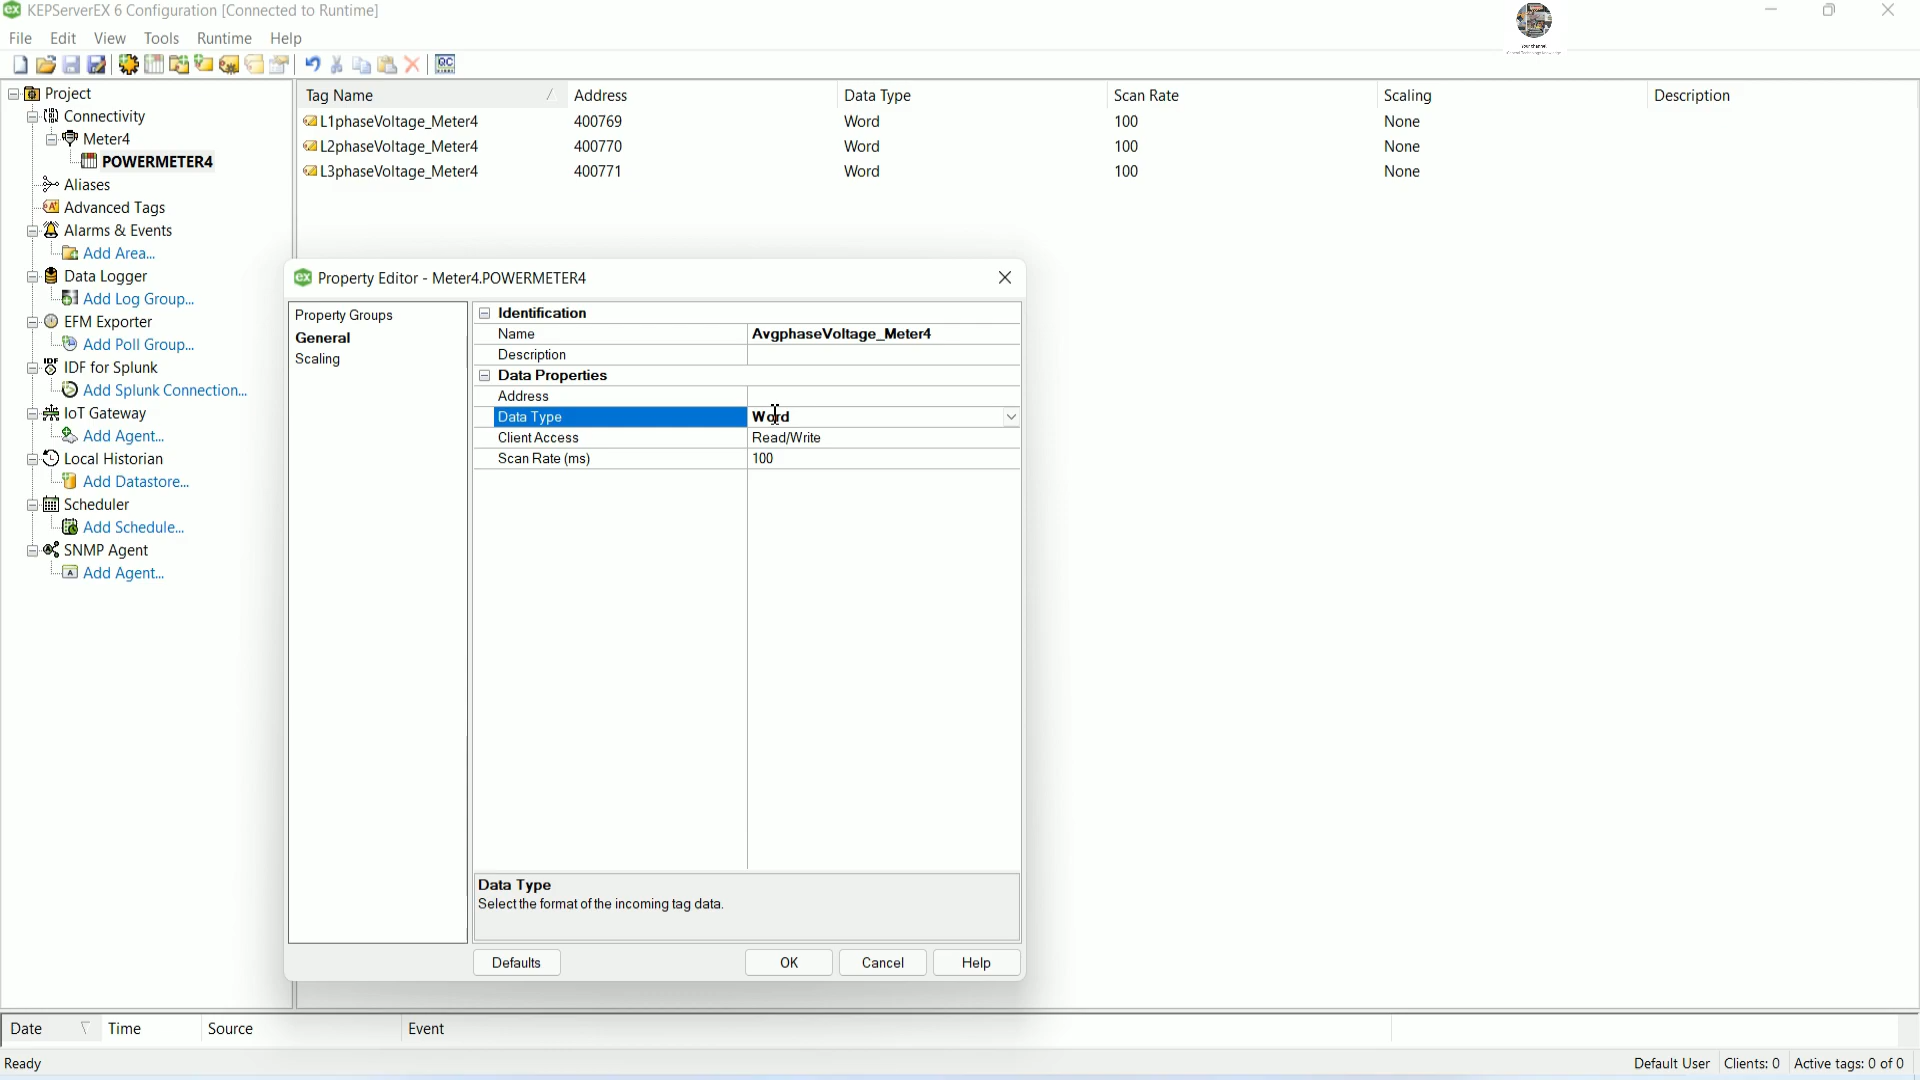 KEPServerEX 6 Configuration [Connected to Runtime]
File Edit View Tools Runtime Help
Project
Connectivity
Meter4
POWERMETER4
Aliases
Advanced Tags
Alarms & Events
Add Area...
Data Logger
Add Log Group...
EFM Exporter
Add Poll Group...
IDF for Splunk
Add Splunk Connection...
IoT Gateway
Add Agent...
Local Historian
Add Datastore...
Scheduler
Add Schedule...
SNMP Agent
Add Agent...
Tag Name Address Data Type Scan Rate Scaling Description
L1phaseVoltage_Meter4 400769 Word 100 None
L2phaseVoltage_Meter4 400770 Word 100 None
L3phaseVoltage_Meter4 400771 Word 100 None
Property Editor - Meter4.POWERMETER4
Property Groups
General
Scaling
Identification
Name AvgphaseVoltage_Meter4
Description
Data Properties
Address
Data Type Word
Client Access Read/Write
Scan Rate (ms) 100
Data Type
Select the format of the incoming tag data.
Defaults OK Cancel Help
Date Time Source Event
Ready Default User Clients: 0 Active tags: 0 of 0